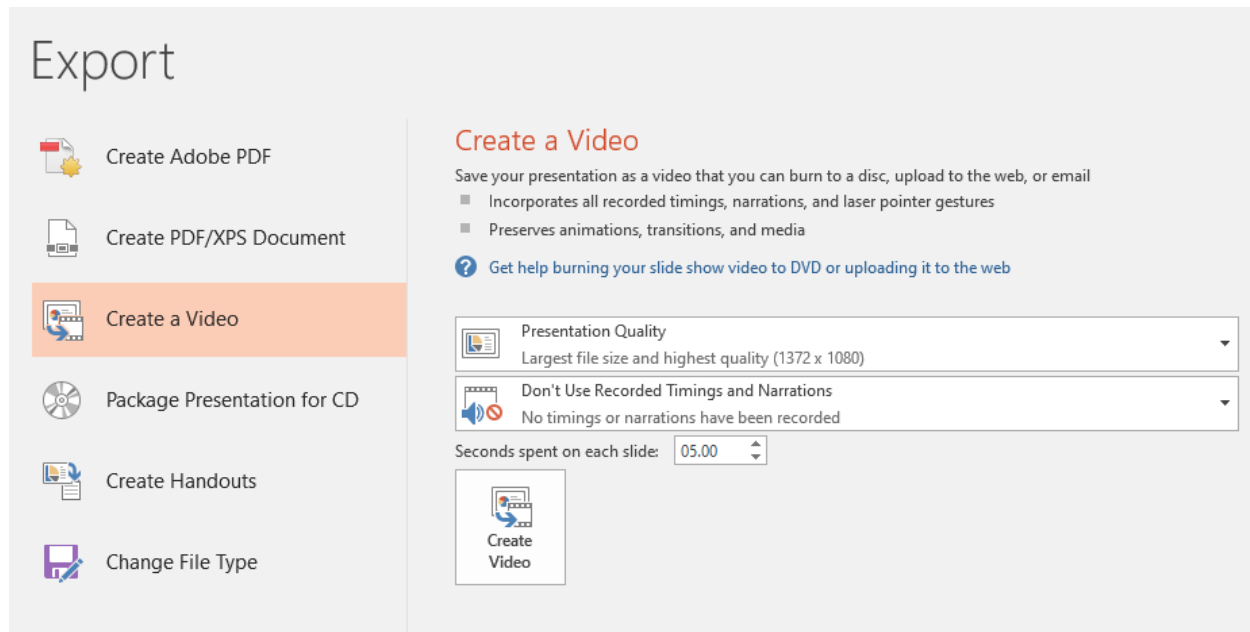 Export
Create Adobe PDF
Create PDF/XPS Document
Create a Video
Package Presentation for CD
Create Handouts
Change File Type
Create a Video
Save your presentation as a video that you can burn to a disc, upload to the web, or email
Incorporates all recorded timings, narrations, and laser pointer gestures
Preserves animations, transitions, and media
Get help burning your slide show video to DVD or uploading it to the web
Presentation Quality
Largest file size and highest quality (1372 x 1080)
Don't Use Recorded Timings and Narrations
No timings or narrations have been recorded
Seconds spent on each slide: 05.00
Create
Video